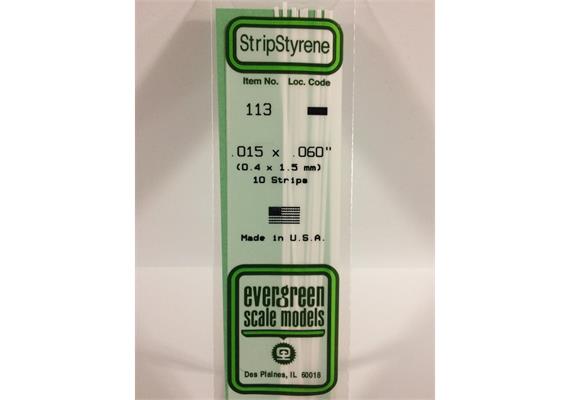 StripStyrene
Item No. Loc. Code
113
.015 x .060"
(0.4 x 1.5 mm)
10 Strips
Made in U.S.A.
evergreen
scale models
Des Plaines, IL 60018